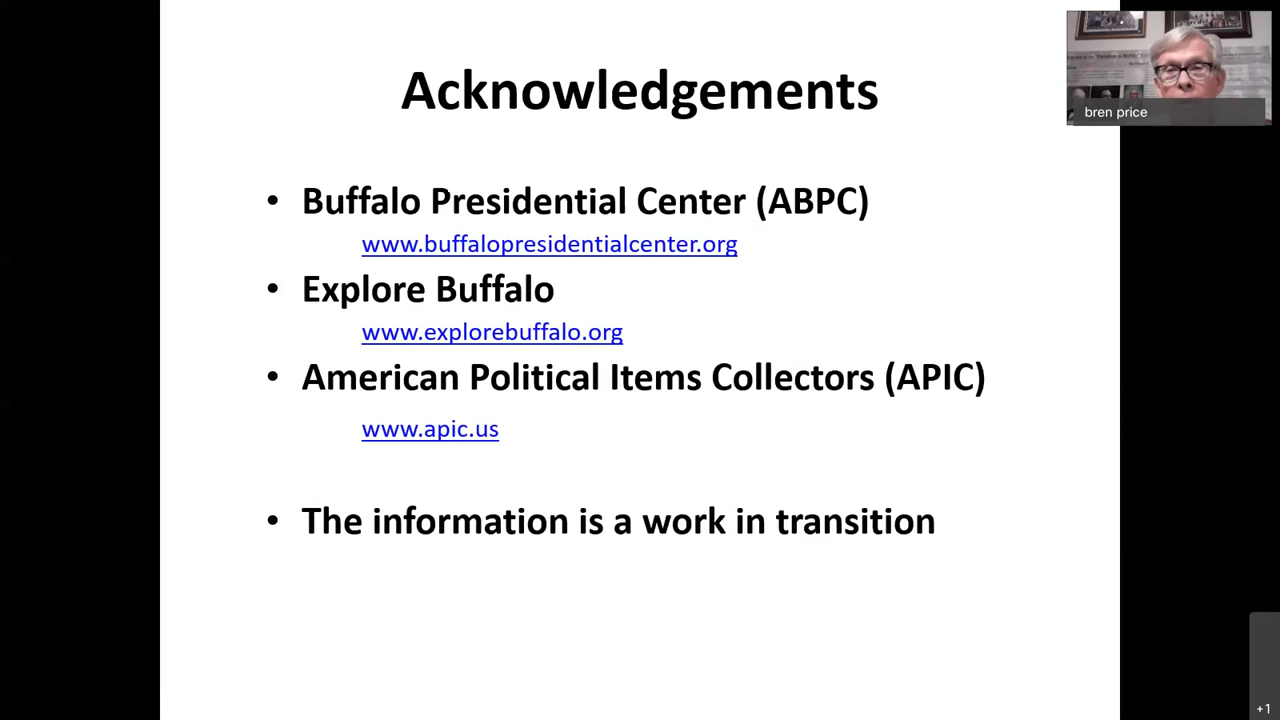 Acknowledgements
bren price
• Buffalo Presidential Center (ABPC)
www.buffalopresidentialcenter.org
• Explore Buffalo
www.explorebuffalo.org
• American Political Items Collectors (APIC)
www.apic.us
• The information is a work in transition
+1